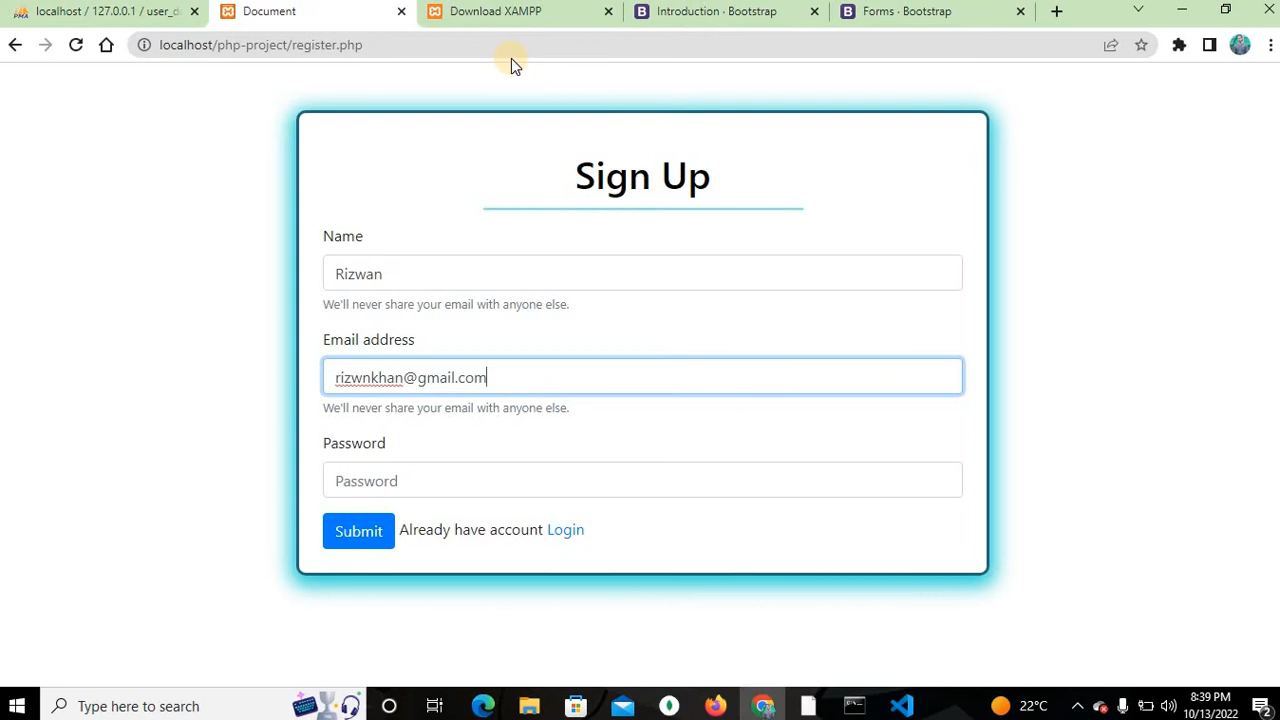 localhost / 127.0.0.1 / user_d
Document
Download XAMPP
Introduction · Bootstrap
Forms · Bootstrap
localhost/php-project/register.php
Sign Up
Name
Rizwan
We'll never share your email with anyone else.
Email address
rizwnkhan@gmail.com
We'll never share your email with anyone else.
Password
Password
Submit Already have account Login
Type here to search
22°C
8:39 PM
10/13/2022
2